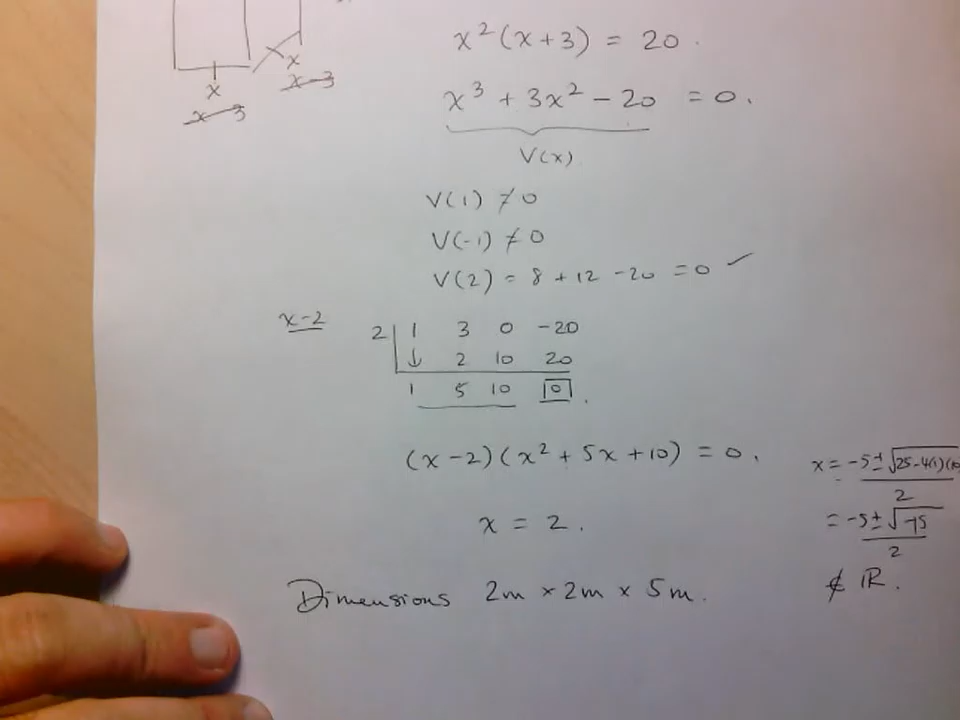 x
x
x-3
x-3
x²(x+3) = 20.
x³ + 3x² - 20 = 0.
V(x)
V(1) ≠ 0
V(-1) ≠ 0
V(2) = 8 + 12 - 20 = 0 ✓
x-2
2 | 1 3 0 -20
↓ 2 10 20
1 5 10 0.
(x-2)(x² + 5x + 10) = 0.
x = 2.
Dimensions 2m × 2m × 5m.
x = -5 ± √25-4(1)(10
2
= -5 ± √-15
2
∉ ℝ.